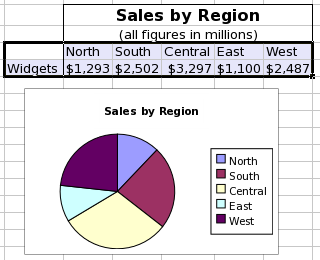 Sales by Region
(all figures in millions)
North South Central East West
Widgets $1,293 $2,502 $3,297 $1,100 $2,487
Sales by Region
North
South
Central
East
West